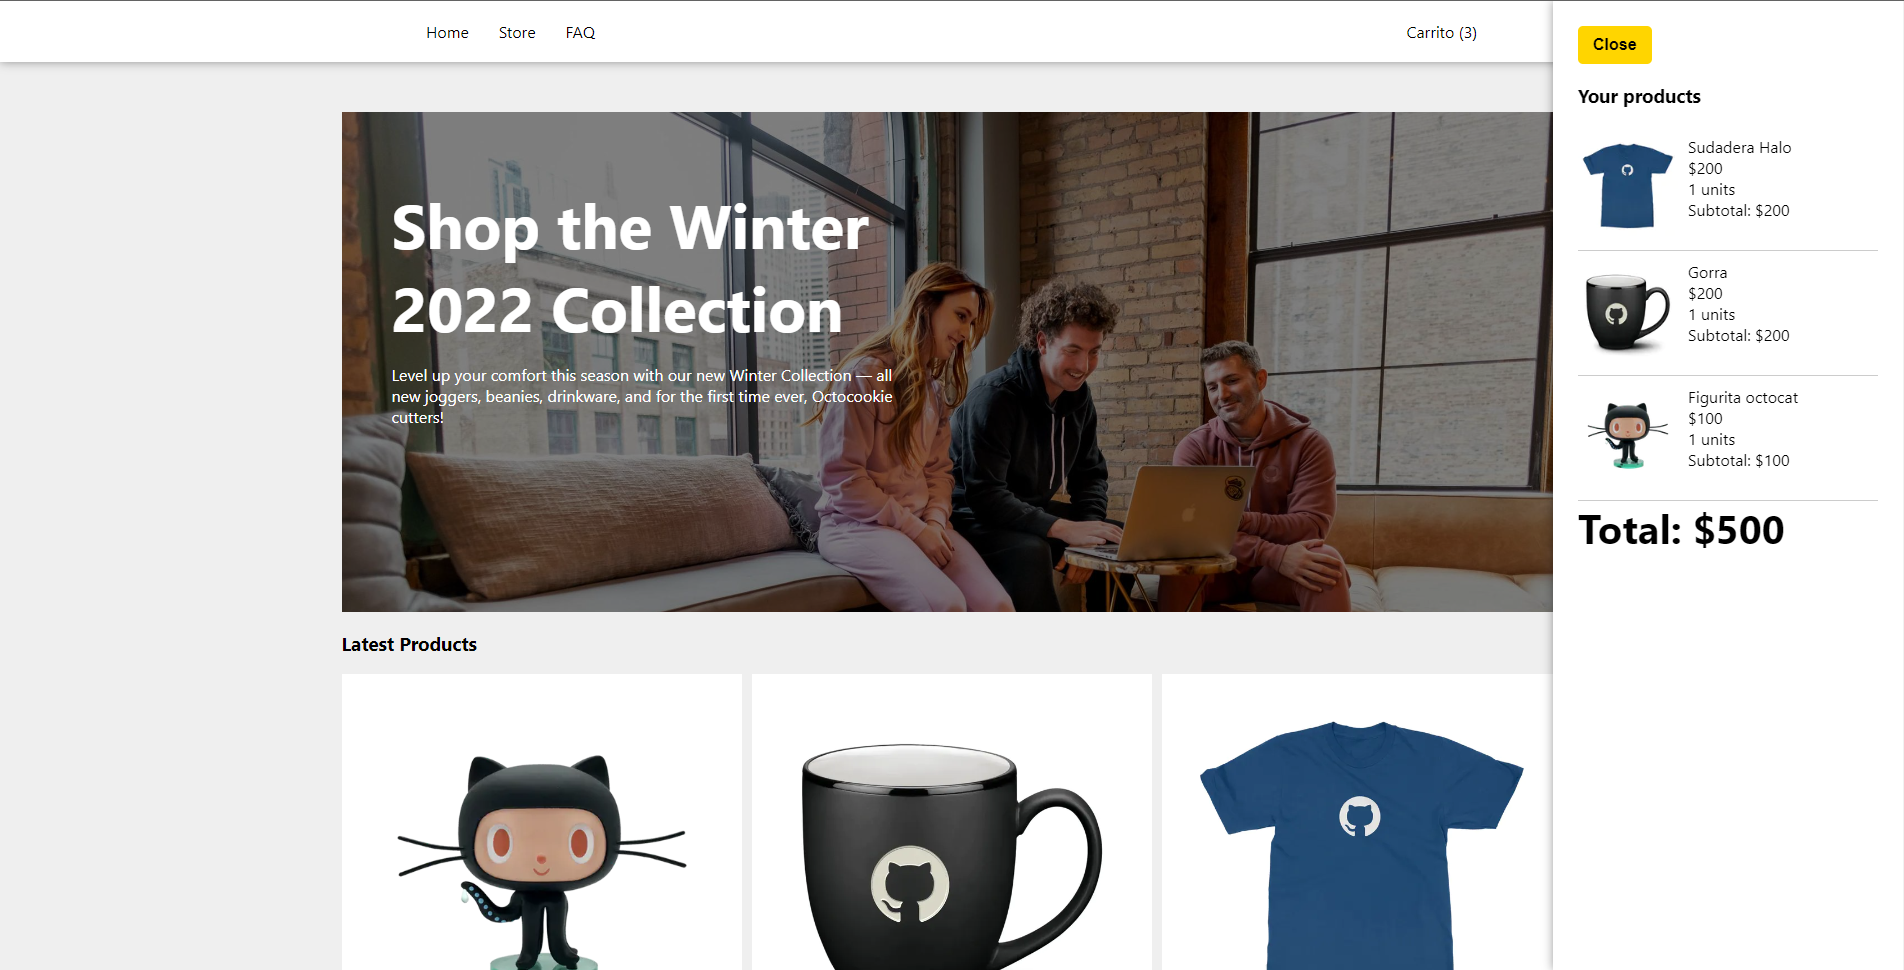 Home Store FAQ Carrito (3)
Shop the Winter
2022 Collection
Level up your comfort this season with our new Winter Collection — all
new joggers, beanies, drinkware, and for the first time ever, Octocookie
cutters!
Latest Products
Close
Your products
Sudadera Halo
$200
1 units
Subtotal: $200
Gorra
$200
1 units
Subtotal: $200
Figurita octocat
$100
1 units
Subtotal: $100
Total: $500